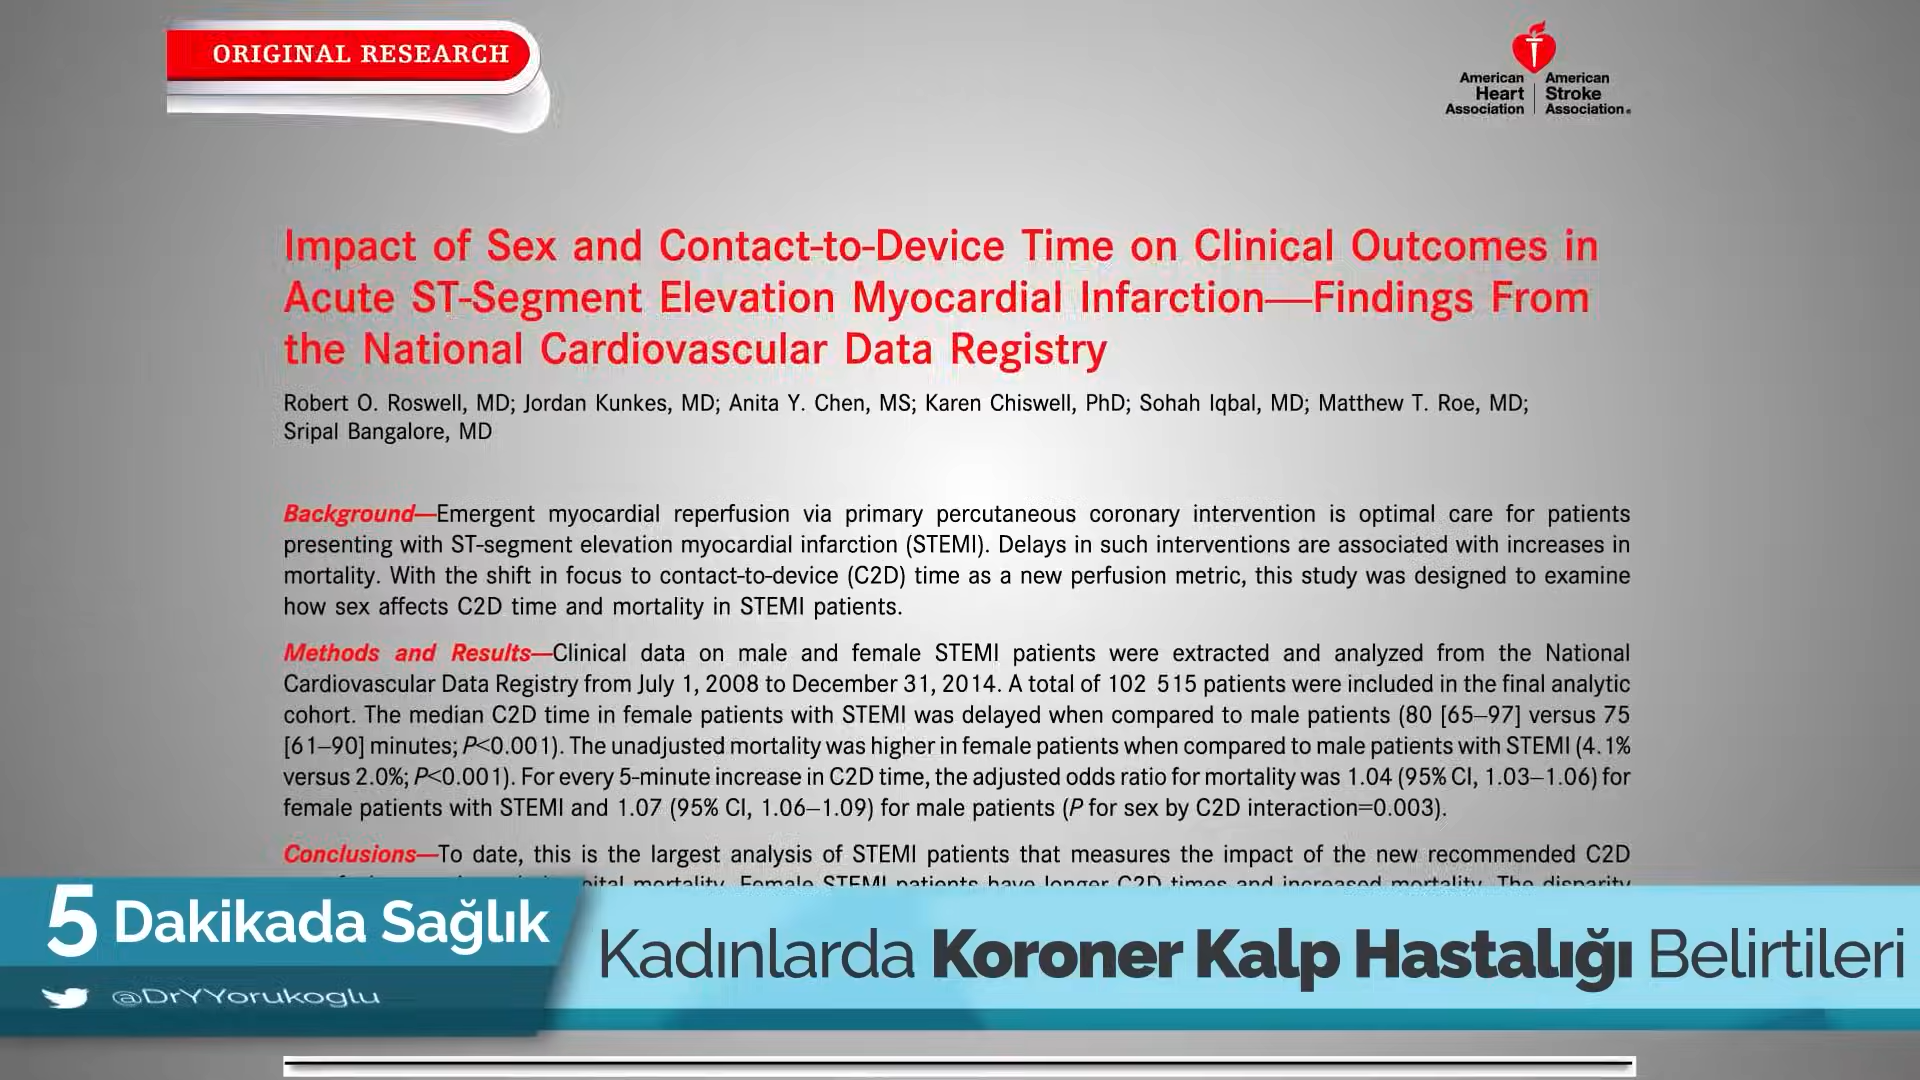 ORIGINAL RESEARCH
American American
Heart Stroke
Association Association®
Impact of Sex and Contact-to-Device Time on Clinical Outcomes in
Acute ST-Segment Elevation Myocardial Infarction—Findings From
the National Cardiovascular Data Registry
Robert O. Roswell, MD; Jordan Kunkes, MD; Anita Y. Chen, MS; Karen Chiswell, PhD; Sohah Iqbal, MD; Matthew T. Roe, MD;
Sripal Bangalore, MD
Background—Emergent myocardial reperfusion via primary percutaneous coronary intervention is optimal care for patients
presenting with ST-segment elevation myocardial infarction (STEMI). Delays in such interventions are associated with increases in
mortality. With the shift in focus to contact-to-device (C2D) time as a new perfusion metric, this study was designed to examine
how sex affects C2D time and mortality in STEMI patients.
Methods and Results—Clinical data on male and female STEMI patients were extracted and analyzed from the National
Cardiovascular Data Registry from July 1, 2008 to December 31, 2014. A total of 102 515 patients were included in the final analytic
cohort. The median C2D time in female patients with STEMI was delayed when compared to male patients (80 [65–97] versus 75
[61–90] minutes; P<0.001). The unadjusted mortality was higher in female patients when compared to male patients with STEMI (4.1%
versus 2.0%; P<0.001). For every 5-minute increase in C2D time, the adjusted odds ratio for mortality was 1.04 (95% CI, 1.03–1.06) for
female patients with STEMI and 1.07 (95% CI, 1.06–1.09) for male patients (P for sex by C2D interaction=0.003).
Conclusions—To date, this is the largest analysis of STEMI patients that measures the impact of the new recommended C2D
mortality. Female STEMI patients have longer C2D times and increased mortality. The disparity
5 Dakikada Sağlık
@DrYYorukoglu
Kadınlarda Koroner Kalp Hastalığı Belirtileri